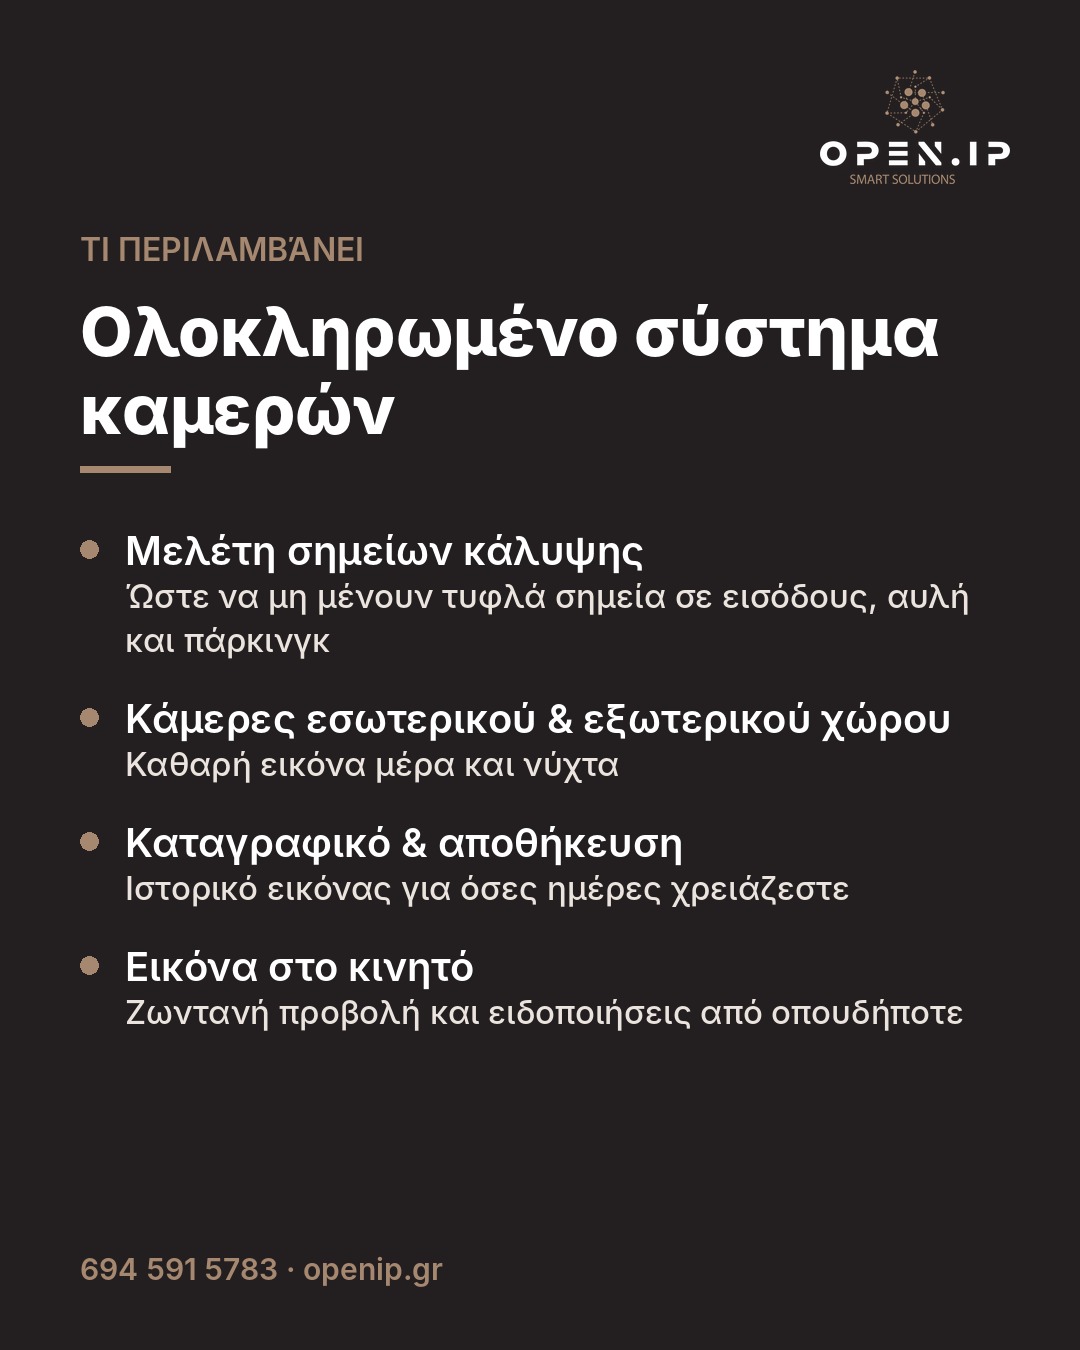 OPEN.IP
SMART SOLUTIONS
ΤΙ ΠΕΡΙΛΑΜΒΆΝΕΙ
Ολοκληρωμένο σύστημα
καμερών
Μελέτη σημείων κάλυψης
Ώστε να μη μένουν τυφλά σημεία σε εισόδους, αυλή
και πάρκινγκ
Κάμερες εσωτερικού & εξωτερικού χώρου
Καθαρή εικόνα μέρα και νύχτα
Καταγραφικό & αποθήκευση
Ιστορικό εικόνας για όσες ημέρες χρειάζεστε
Εικόνα στο κινητό
Ζωντανή προβολή και ειδοποιήσεις από οπουδήποτε
694 591 5783 · openip.gr